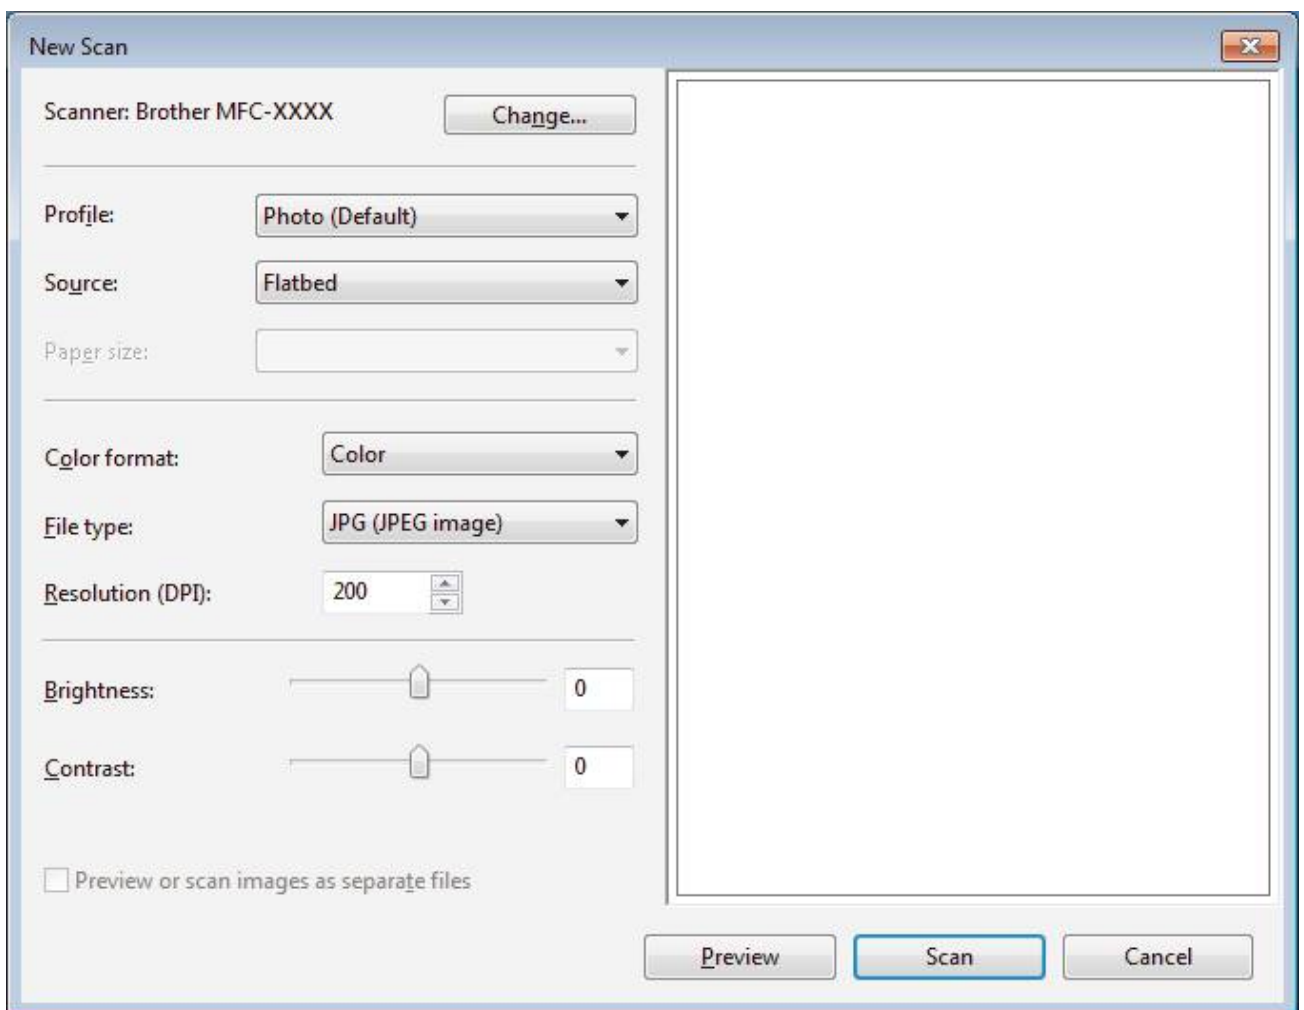 New Scan
Scanner: Brother MFC-XXXX
Change...
Profile:
Photo (Default)
Source:
Flatbed
Paper size:
Color format:
Color
File type:
JPG (JPEG image)
Resolution (DPI):
200
Brightness:
0
Contrast:
0
Preview or scan images as separate files
Preview
Scan
Cancel